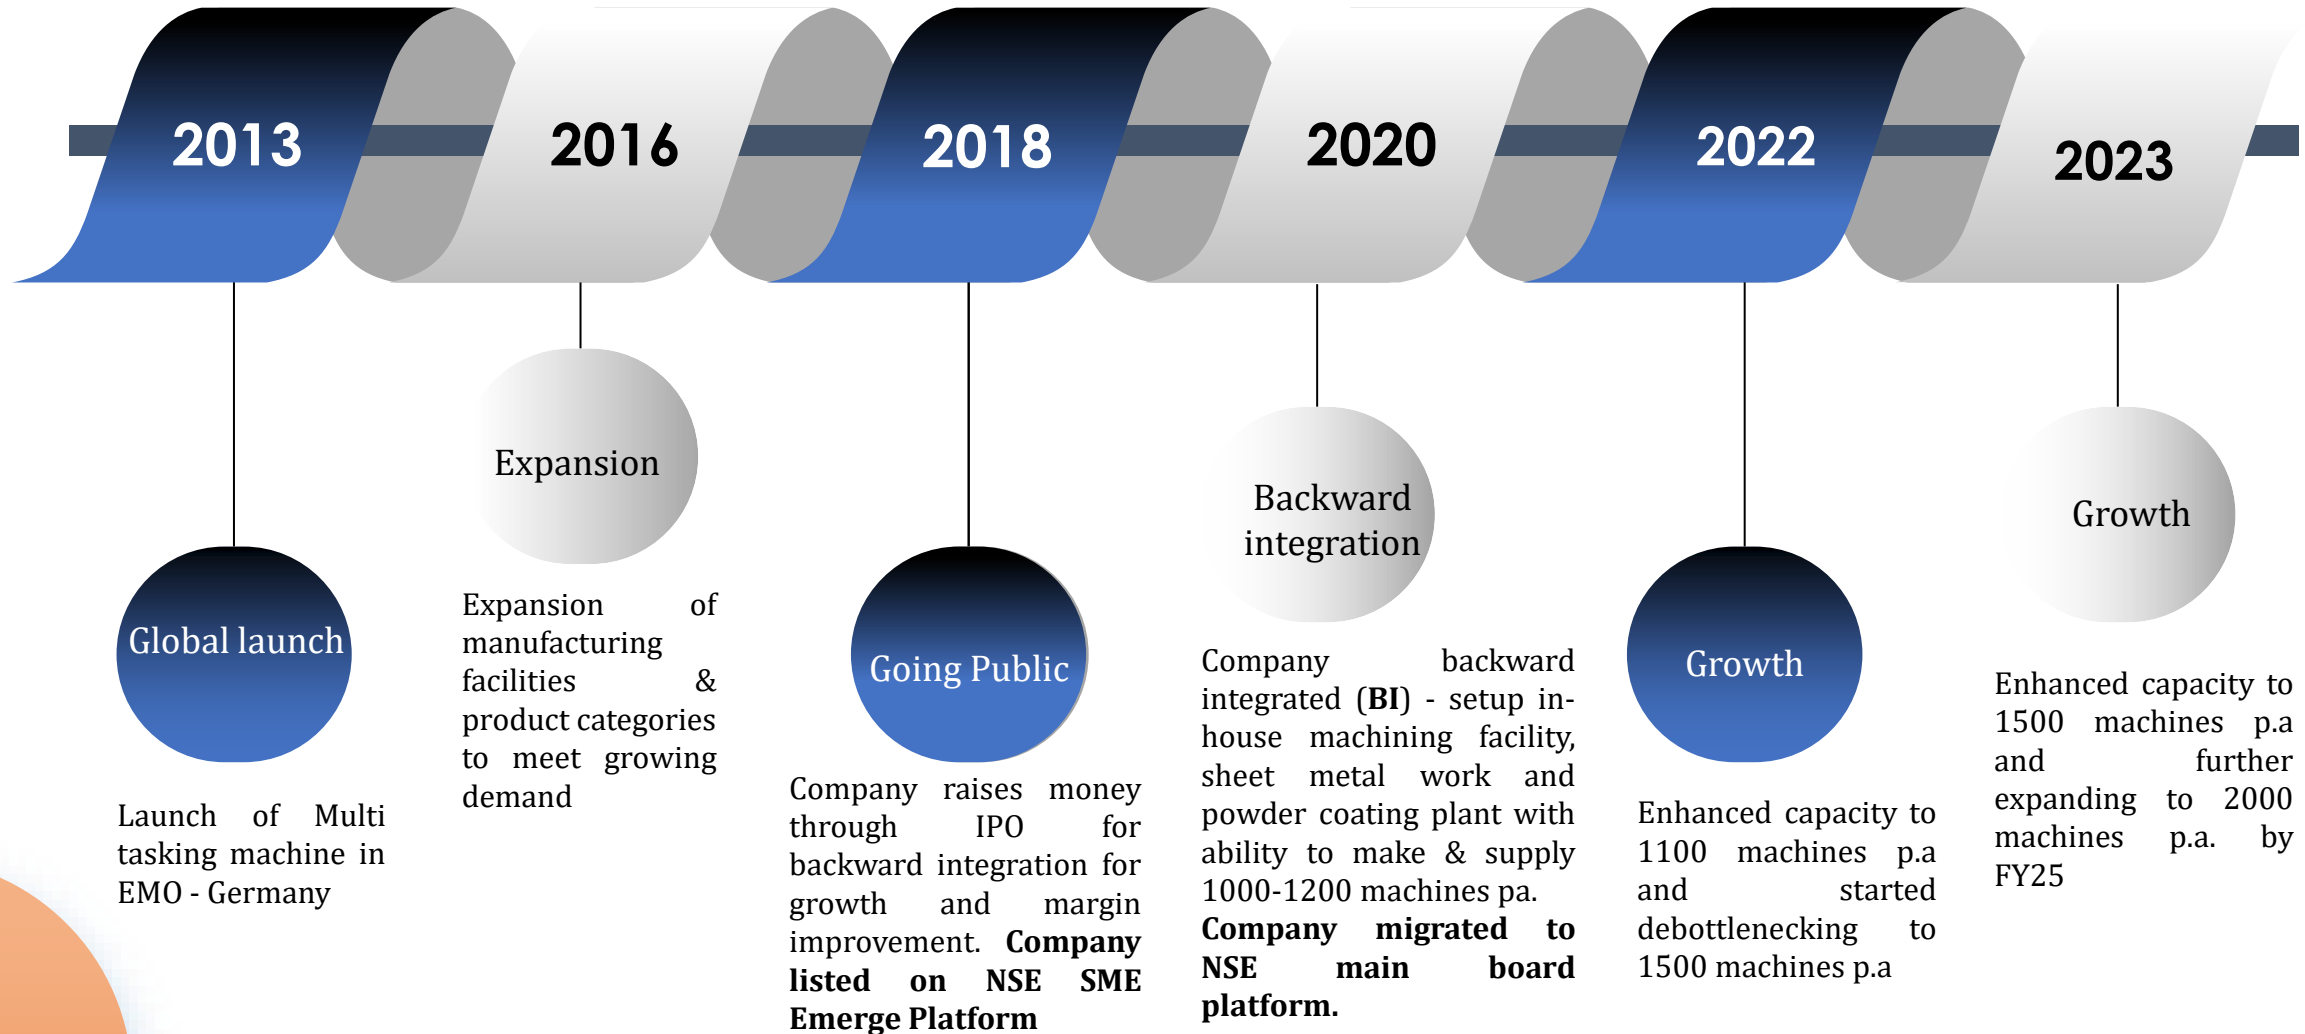 2013
2016
2018
2020
2022
2023
Global launch
Launch of Multi
tasking machine in
EMO - Germany
Expansion
Expansion of
manufacturing
facilities &
product categories
to meet growing
demand
Going Public
Company raises money
through IPO for
backward integration for
growth and margin
improvement. Company
listed on NSE SME
Emerge Platform
Backward
integration
Company backward
integrated (BI) - setup in-
house machining facility,
sheet metal work and
powder coating plant with
ability to make & supply
1000-1200 machines pa.
Company migrated to
NSE main board
platform.
Growth
Enhanced capacity to
1100 machines p.a
and started
debottlenecking to
1500 machines p.a
Growth
Enhanced capacity to
1500 machines p.a
and further
expanding to 2000
machines p.a. by
FY25